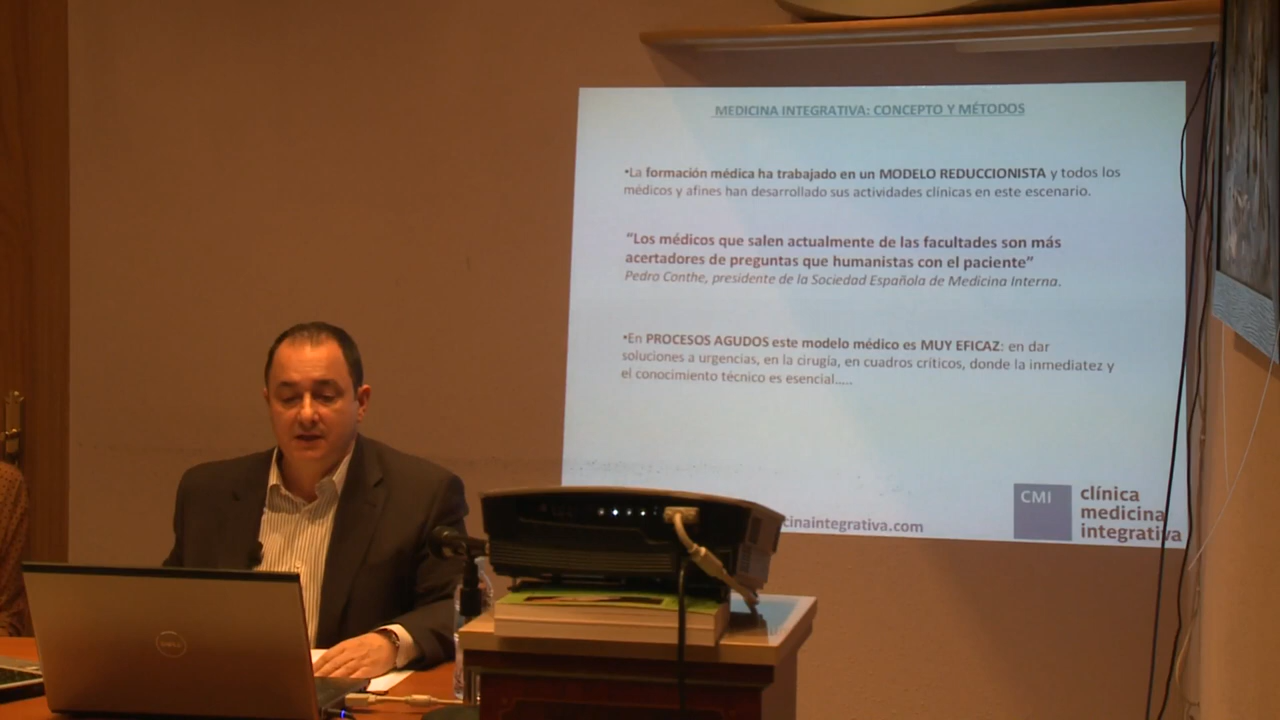 MEDICINA INTEGRATIVA: CONCEPTO Y MÉTODOS
•La formación médica ha trabajado en un MODELO REDUCCIONISTA y todos los
médicos y afines han desarrollado sus actividades clínicas en este escenario.
“Los médicos que salen actualmente de las facultades son más
acertadores de preguntas que humanistas con el paciente”
Pedro Conthe, presidente de la Sociedad Española de Medicina Interna.
•En PROCESOS AGUDOS este modelo médico es MUY EFICAZ: en dar
soluciones a urgencias, en la cirugía, en cuadros críticos, donde la inmediatez y
el conocimiento técnico es esencial.....
cinaintegrativa.com
CMI
clínica
medicina
integrativa
DELL